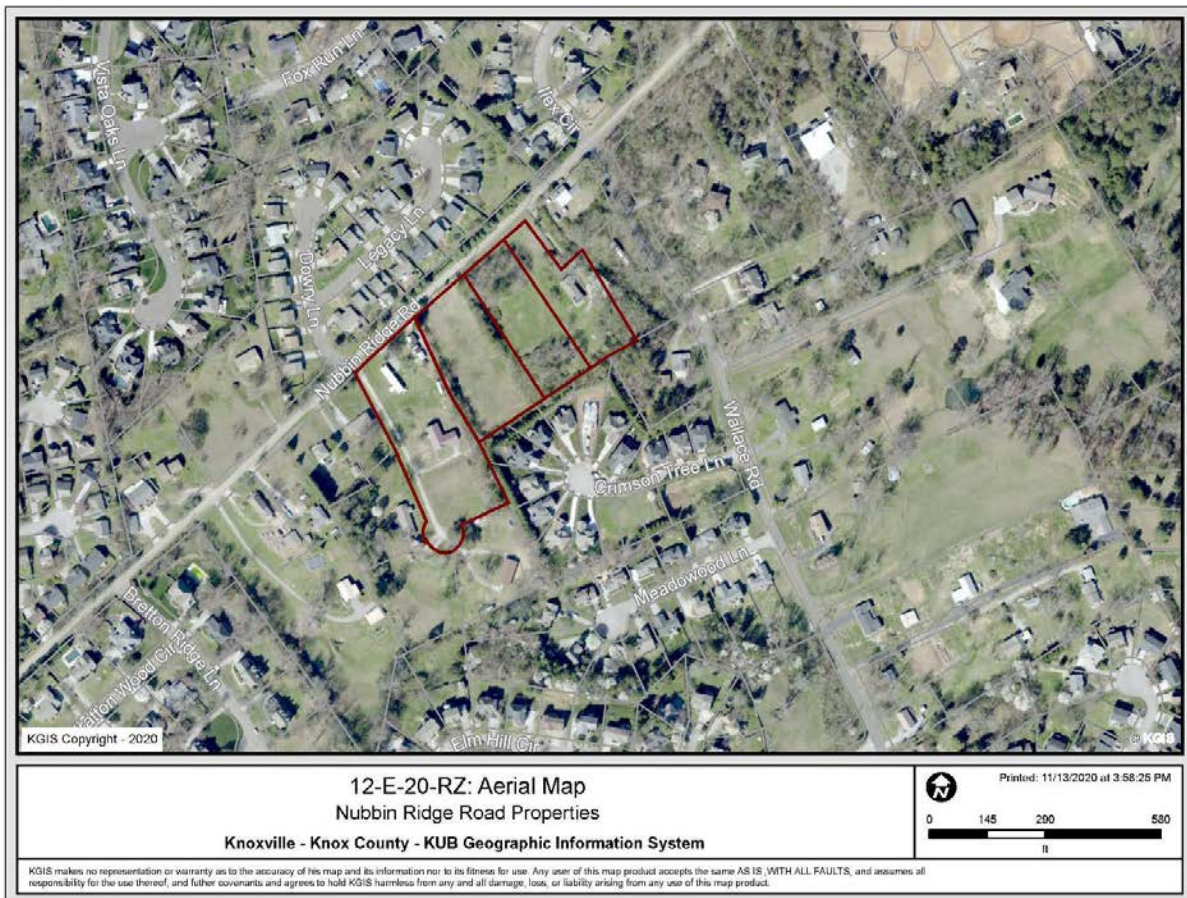 Fox Run Ln
Ilex Cir
Vista Oaks Ln
Legacy Ln
Dowry Ln
Nubbin Ridge Rd
Wallace Rd
Crimson Tree Ln
Meadowood Ln
Bretton Ridge Ln
Wood Cir
Elm Hill Cir
KGIS Copyright - 2020
© KGIS
12-E-20-RZ: Aerial Map
Nubbin Ridge Road Properties
Knoxville - Knox County - KUB Geographic Information System
N
Printed: 11/13/2020 at 3:58:25 PM
0 145 290 580
ft
KGIS makes no representation or warranty as to the accuracy of his map and its information nor to its fitness for use. Any user of this map product accepts the same AS IS ,WITH ALL FAULTS, and assumes all
responsibility for the use thereof, and futher covenants and agrees to hold KGIS harmless from any and all damage, loss, or liability arising from any use of this map product.